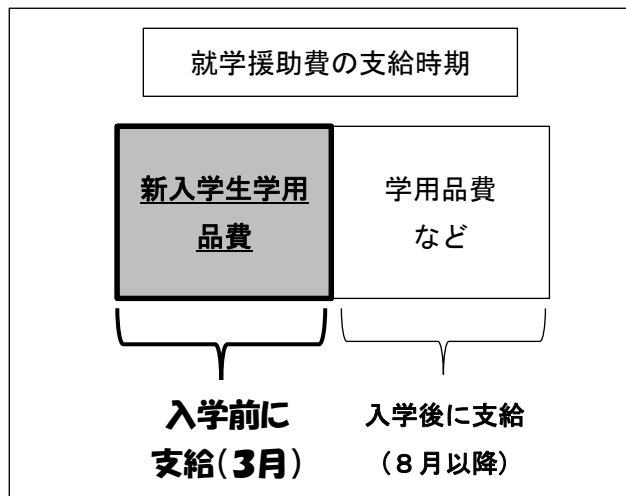 就学援助費の支給時期
新入学生学用
品費
学用品費
など
入学前に
支給(3月)
入学後に支給
(8月以降)